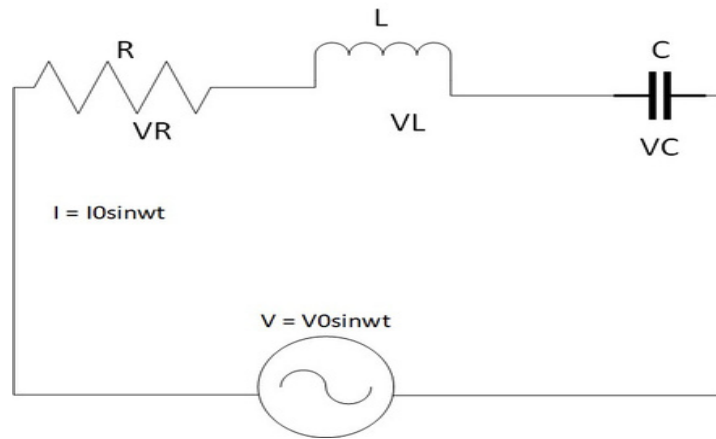 L
R
C
VR
VL
VC
I = I0sinwt
V = V0sinwt